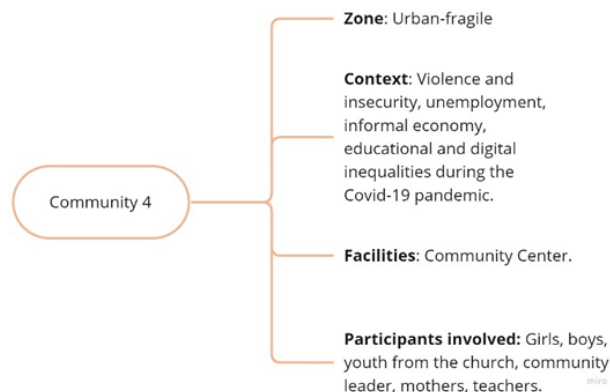 Community 4
Zone: Urban-fragile
Context: Violence and
insecurity, unemployment,
informal economy,
educational and digital
inequalities during the
Covid-19 pandemic.
Facilities: Community Center.
Participants involved: Girls, boys,
youth from the church, community
leader, mothers, teachers.
miro